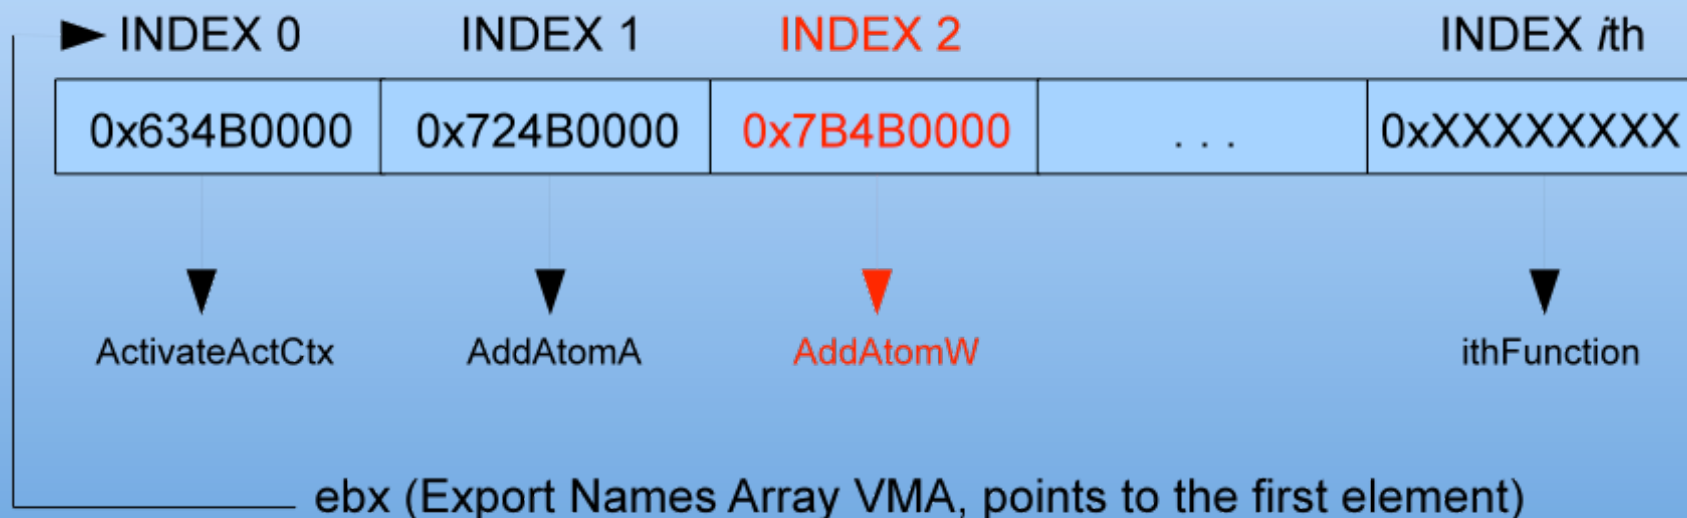 INDEX 0 INDEX 1 INDEX 2 INDEX ith
0x634B0000 0x724B0000 0x7B4B0000 . . . 0xXXXXXXXX
ActivateActCtx AddAtomA AddAtomW ithFunction
ebx (Export Names Array VMA, points to the first element)